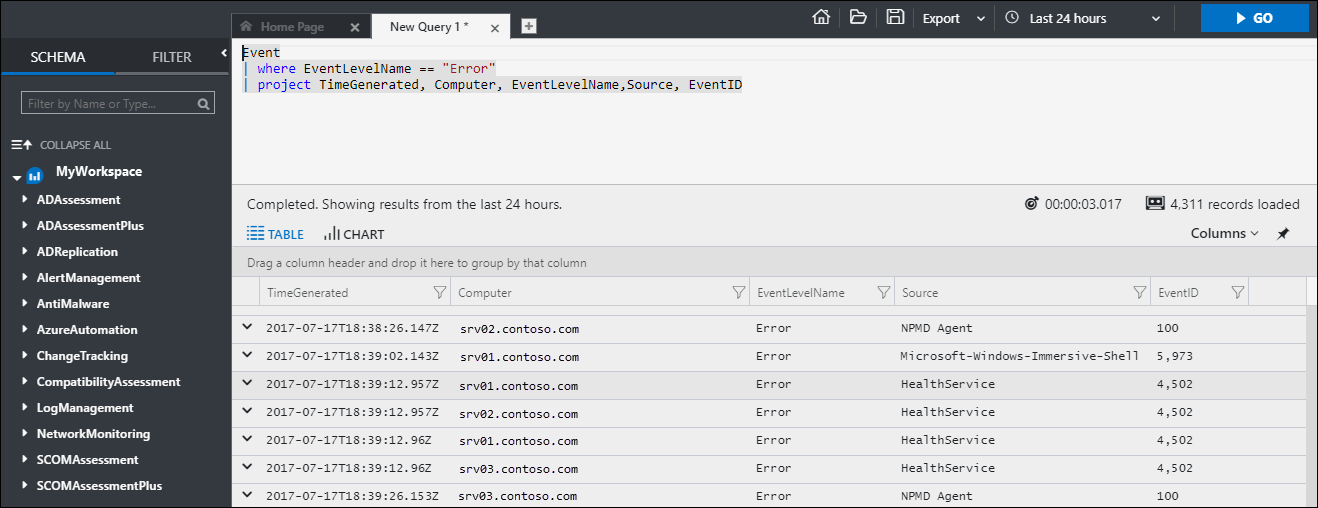 Home Page
New Query 1 *
Export
Last 24 hours
GO
SCHEMA
FILTER
Filter by Name or Type...
COLLAPSE ALL
MyWorkspace
ADAssessment
ADAssessmentPlus
ADReplication
AlertManagement
AntiMalware
AzureAutomation
ChangeTracking
CompatibilityAssessment
LogManagement
NetworkMonitoring
SCOMAssessment
SCOMAssessmentPlus
Event
| where EventLevelName == "Error"
| project TimeGenerated, Computer, EventLevelName,Source, EventID
Completed. Showing results from the last 24 hours.
00:00:03.017
4,311 records loaded
TABLE
CHART
Columns
Drag a column header and drop it here to group by that column
TimeGenerated Computer EventLevelName Source EventID
2017-07-17T18:38:26.147Z srv02.contoso.com Error NPMD Agent 100
2017-07-17T18:39:02.143Z srv01.contoso.com Error Microsoft-Windows-Immersive-Shell 5,973
2017-07-17T18:39:12.957Z srv01.contoso.com Error HealthService 4,502
2017-07-17T18:39:12.957Z srv02.contoso.com Error HealthService 4,502
2017-07-17T18:39:12.96Z srv01.contoso.com Error HealthService 4,502
2017-07-17T18:39:12.96Z srv03.contoso.com Error HealthService 4,502
2017-07-17T18:39:26.153Z srv03.contoso.com Error NPMD Agent 100